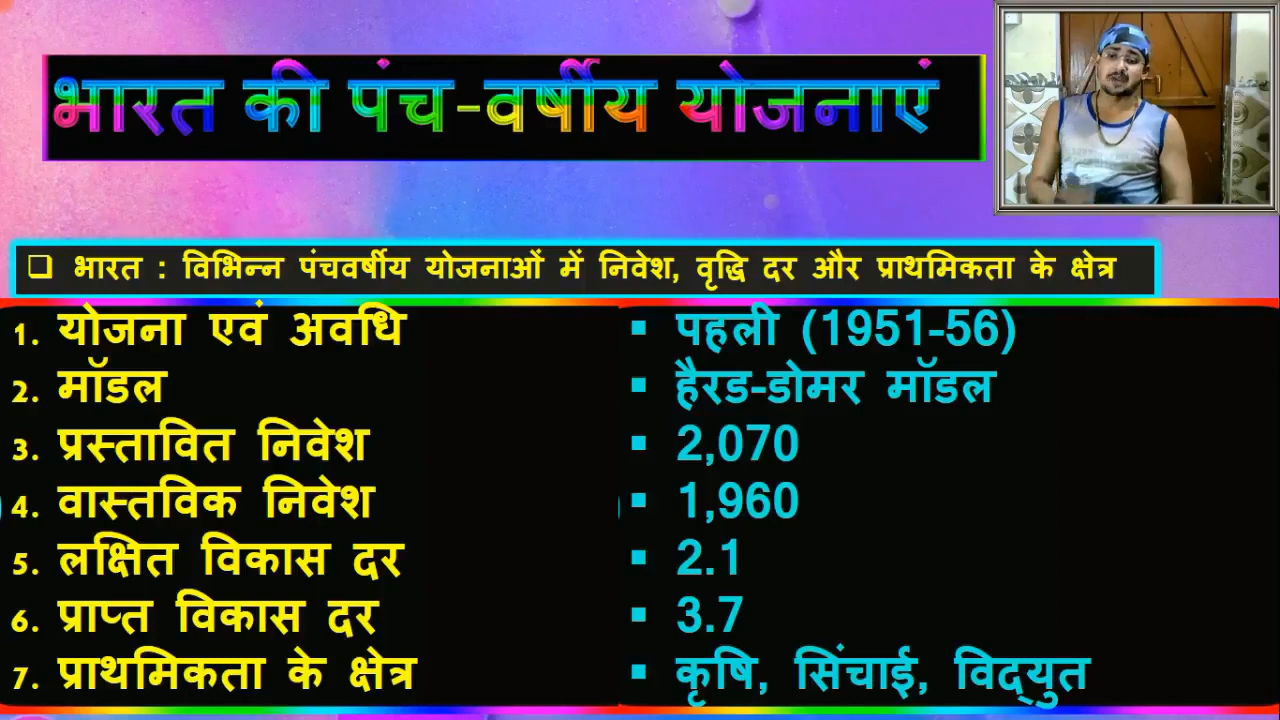 भारत की पंच-वर्षीय योजनाएं
❑ भारत : विभिन्न पंचवर्षीय योजनाओं में निवेश, वृद्धि दर और प्राथमिकता के क्षेत्र
1. योजना एवं अवधि
2. मॉडल
3. प्रस्तावित निवेश
4. वास्तविक निवेश
5. लक्षित विकास दर
6. प्राप्त विकास दर
7. प्राथमिकता के क्षेत्र
▪ पहली (1951-56)
▪ हैरड-डोमर मॉडल
▪ 2,070
▪ 1,960
▪ 2.1
▪ 3.7
▪ कृषि, सिंचाई, विद्‌युत